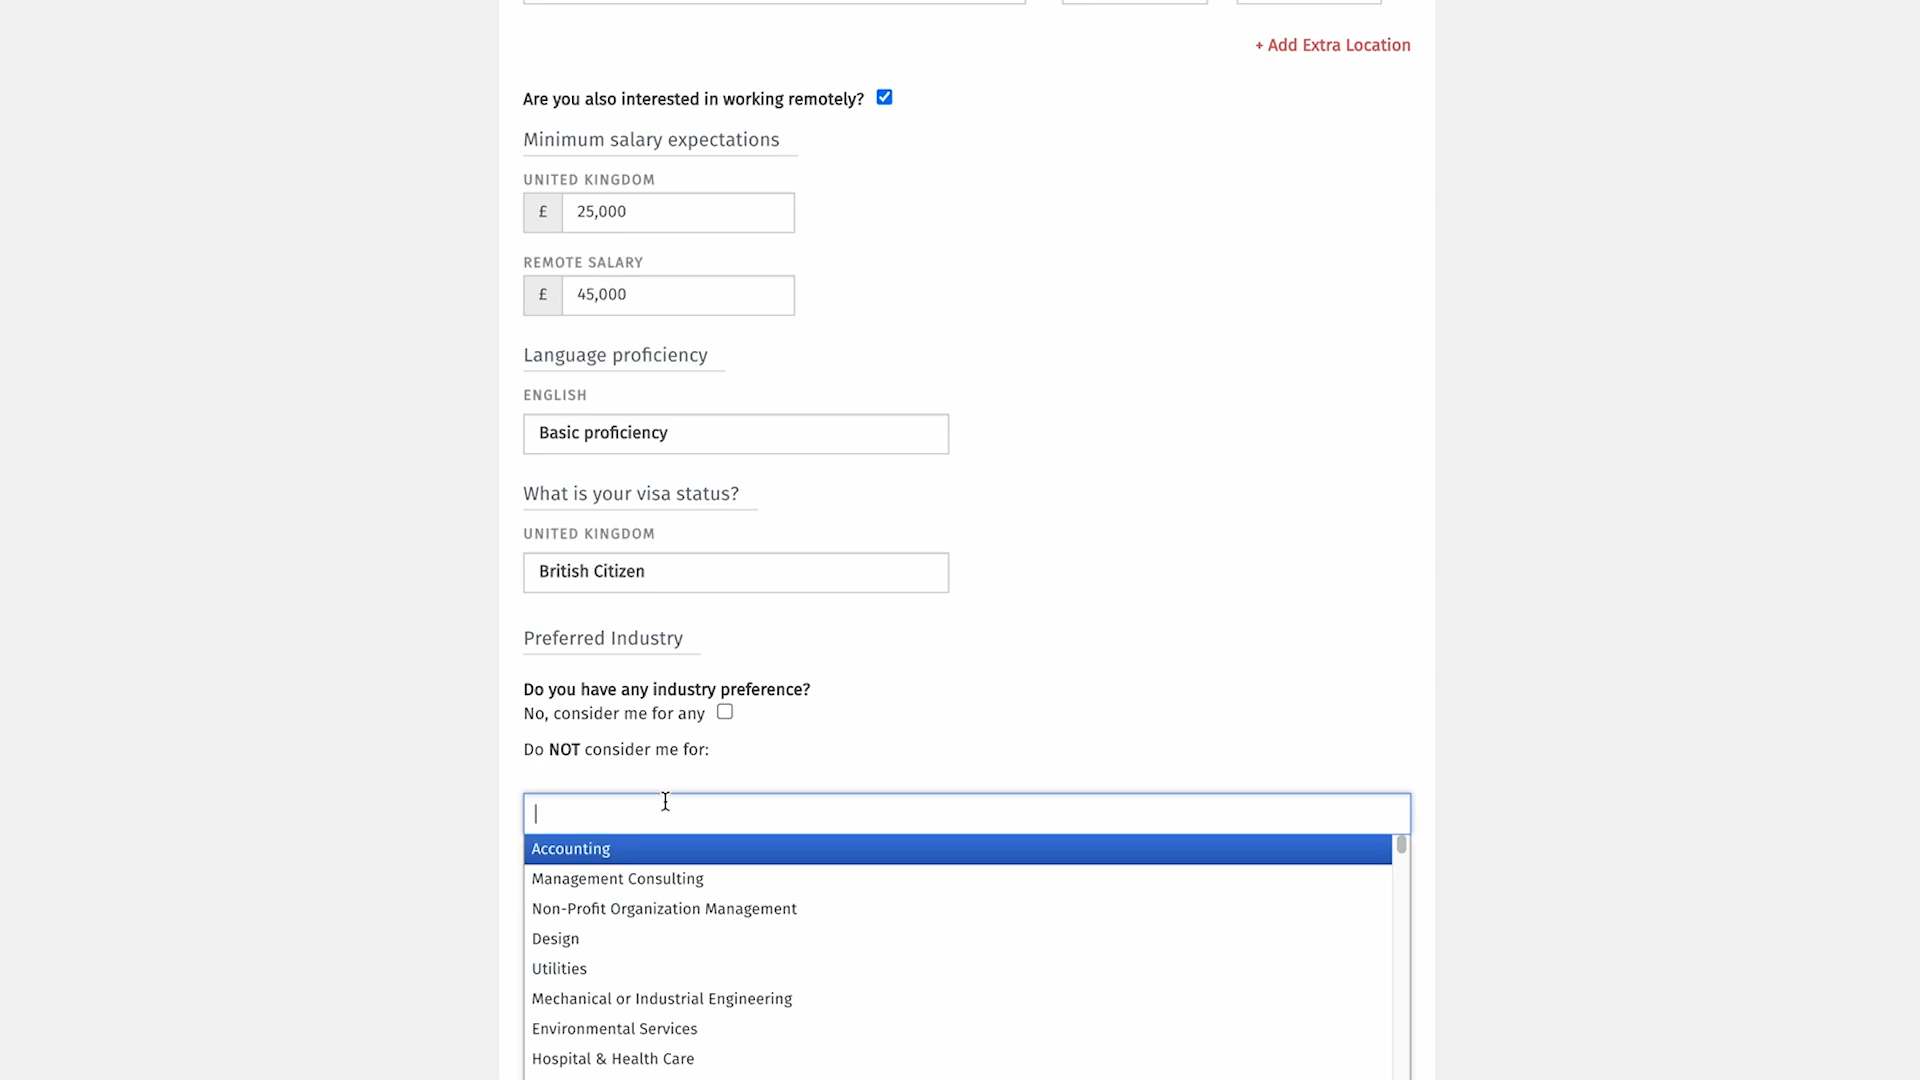 + Add Extra Location
Are you also interested in working remotely?
Minimum salary expectations
UNITED KINGDOM
£ 25,000
REMOTE SALARY
£ 45,000
Language proficiency
ENGLISH
Basic proficiency
What is your visa status?
UNITED KINGDOM
British Citizen
Preferred Industry
Do you have any industry preference?
No, consider me for any
Do NOT consider me for:
Accounting
Management Consulting
Non-Profit Organization Management
Design
Utilities
Mechanical or Industrial Engineering
Environmental Services
Hospital & Health Care